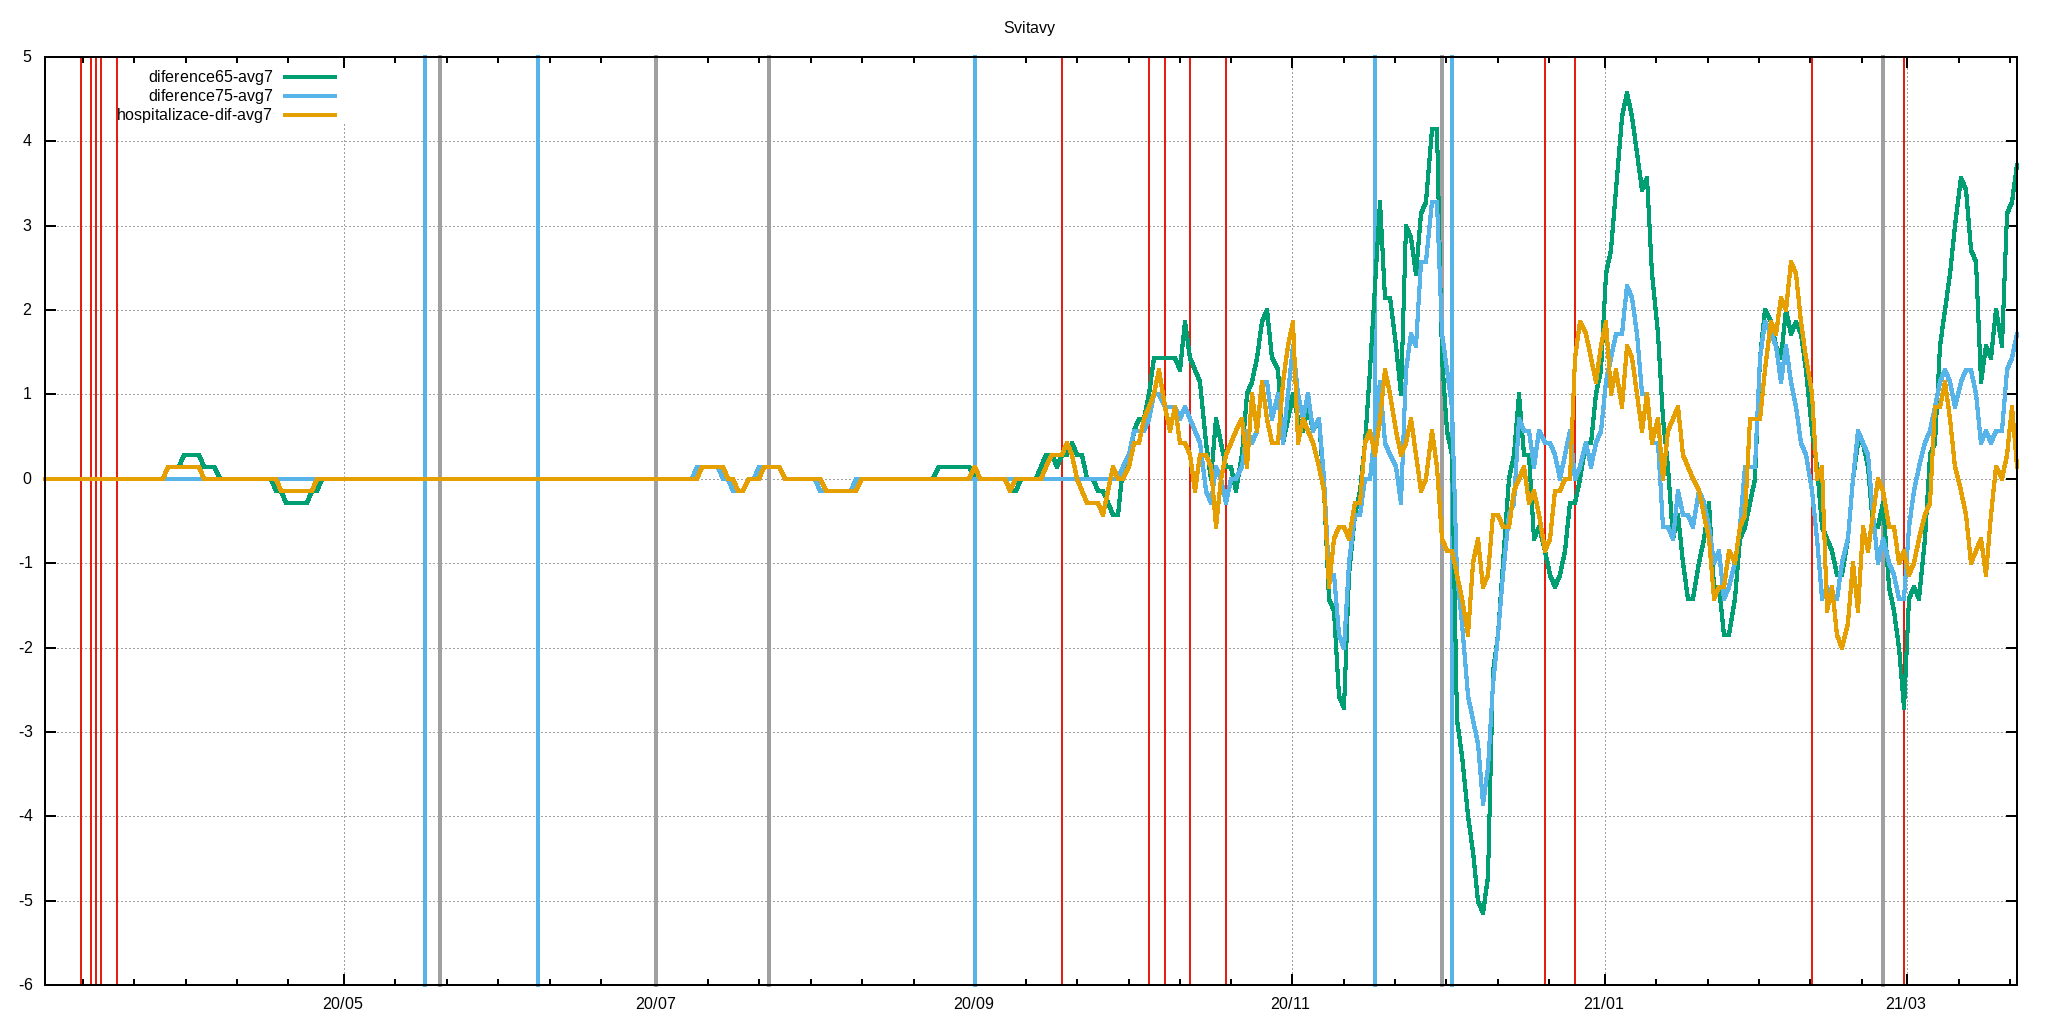 Svitavy
diference65-avg7
diference75-avg7
hospitalizace-dif-avg7
5
4
3
2
1
0
-1
-2
-3
-4
-5
-6
20/05 20/07 20/09 20/11 21/01 21/03